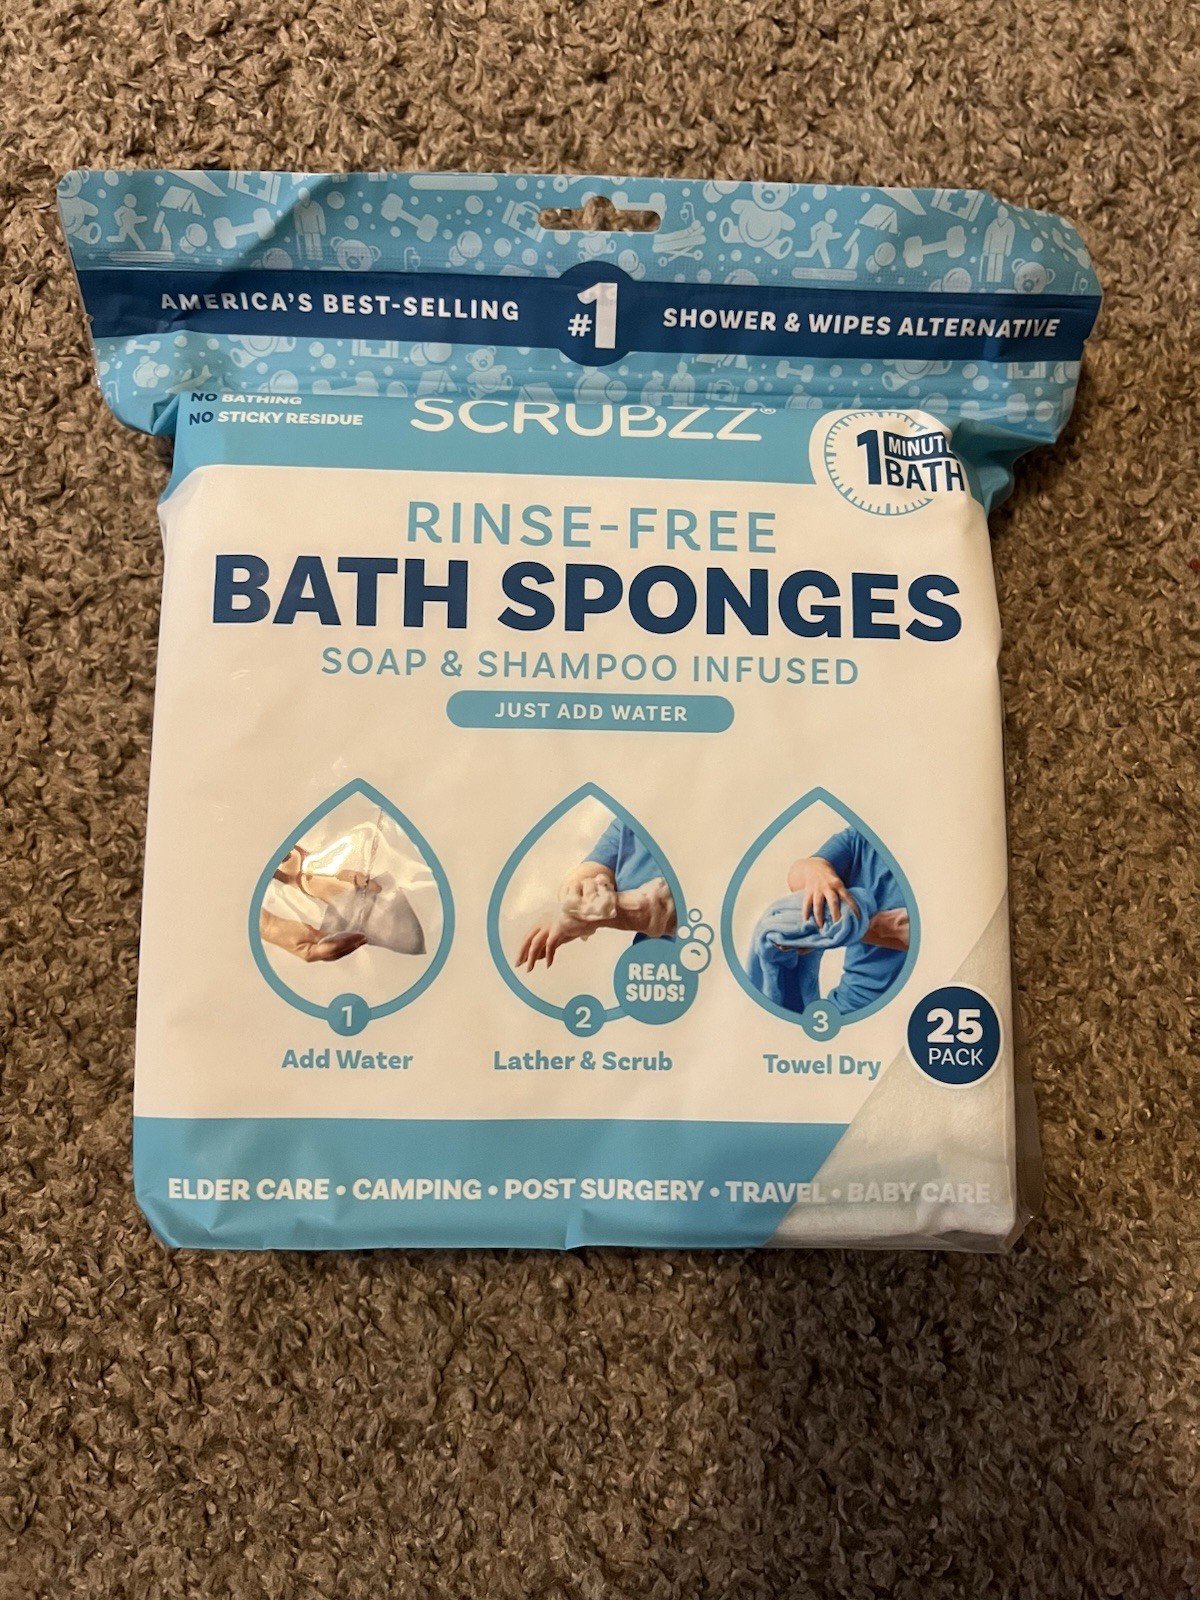 AMERICA'S BEST-SELLING #1 SHOWER & WIPES ALTERNATIVE
NO BATHING
NO STICKY RESIDUE
SCRUBZZ®
1 MINUTE BATH
RINSE-FREE
BATH SPONGES
SOAP & SHAMPOO INFUSED
JUST ADD WATER
REAL
SUDS!
1 2 3
Add Water Lather & Scrub Towel Dry
25
PACK
ELDER CARE • CAMPING • POST SURGERY • TRAVEL • BABY CARE